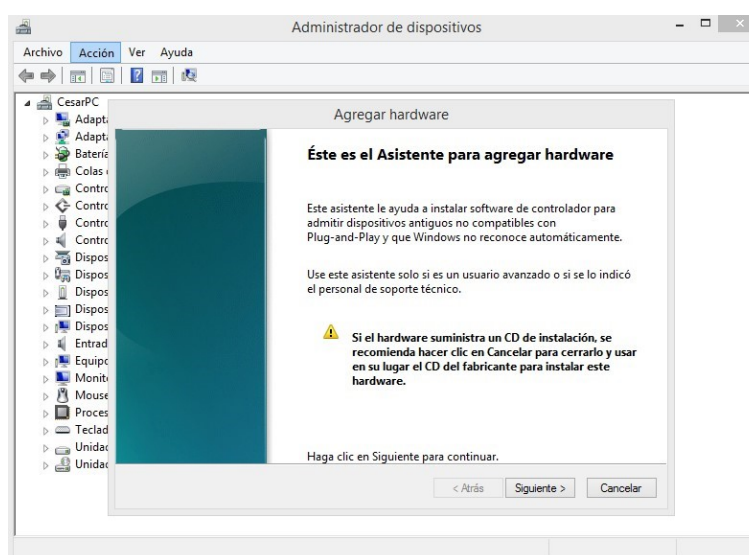 Administrador de dispositivos
Archivo Acción Ver Ayuda
CesarPC
Agregar hardware
Adapta
Adapta
Batería
Colas
Contro
Contro
Contro
Contro
Dispos
Dispos
Dispos
Dispos
Dispos
Entrad
Equipo
Monito
Mouse
Proces
Teclad
Unidad
Unidad
Éste es el Asistente para agregar hardware
Este asistente le ayuda a instalar software de controlador para
admitir dispositivos antiguos no compatibles con
Plug-and-Play y que Windows no reconoce automáticamente.
Use este asistente solo si es un usuario avanzado o si se lo indicó
el personal de soporte técnico.
Si el hardware suministra un CD de instalación, se
recomienda hacer clic en Cancelar para cerrarlo y usar
en su lugar el CD del fabricante para instalar este
hardware.
Haga clic en Siguiente para continuar.
< Atrás Siguiente > Cancelar